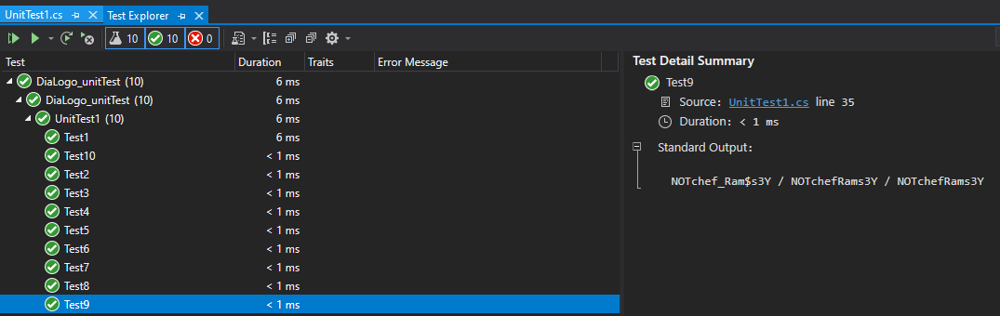 UnitTest1.cs Test Explorer
10 10 0
Test Duration Traits Error Message
DiaLogo_unitTest (10) 6 ms
DiaLogo_unitTest (10) 6 ms
UnitTest1 (10) 6 ms
Test1 6 ms
Test10 < 1 ms
Test2 < 1 ms
Test3 < 1 ms
Test4 < 1 ms
Test5 < 1 ms
Test6 < 1 ms
Test7 < 1 ms
Test8 < 1 ms
Test9 < 1 ms
Test Detail Summary
Test9
Source: UnitTest1.cs line 35
Duration: < 1 ms
Standard Output:
NOTchef_Ram$s3Y / NOTchefRams3Y / NOTchefRams3Y